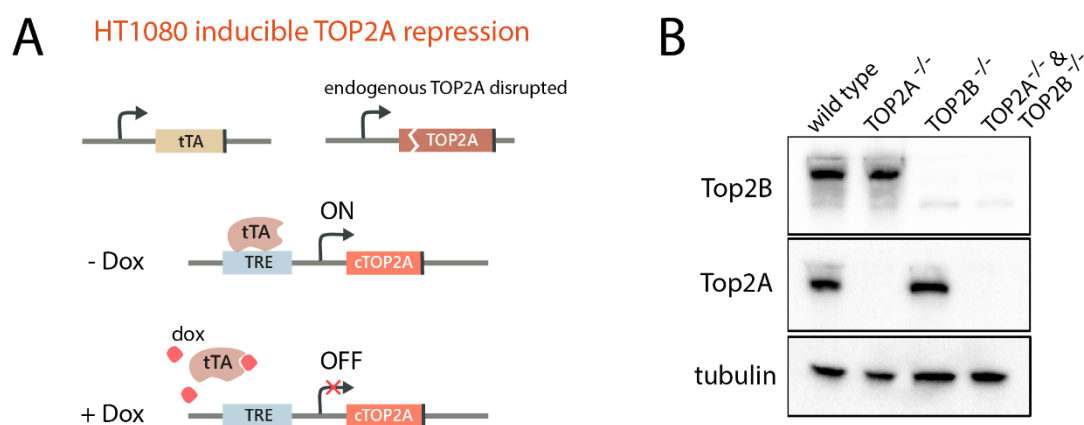 A
HT1080 inducible TOP2A repression
endogenous TOP2A disrupted
tTA
TOP2A
- Dox
tTA
TRE
ON
cTOP2A
+ Dox
dox
tTA
TRE
OFF
cTOP2A
B
wild type
TOP2A -/-
TOP2B -/-
TOP2A -/- &
TOP2B -/-
Top2B
Top2A
tubulin